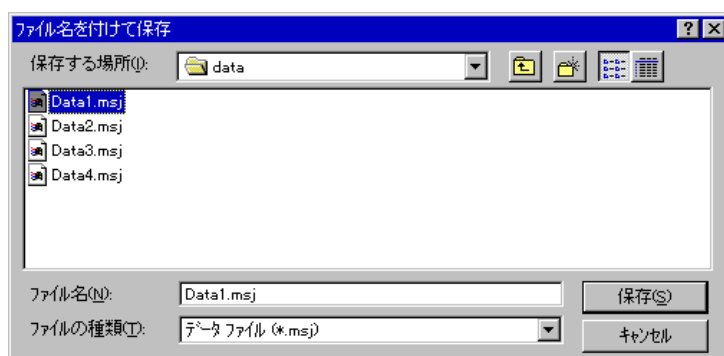 ファイル名を付けて保存
保存する場所(I): data
Data1.msj
Data2.msj
Data3.msj
Data4.msj
ファイル名(N): Data1.msj 保存(S)
ファイルの種類(T): データ ファイル (*.msj) キャンセル